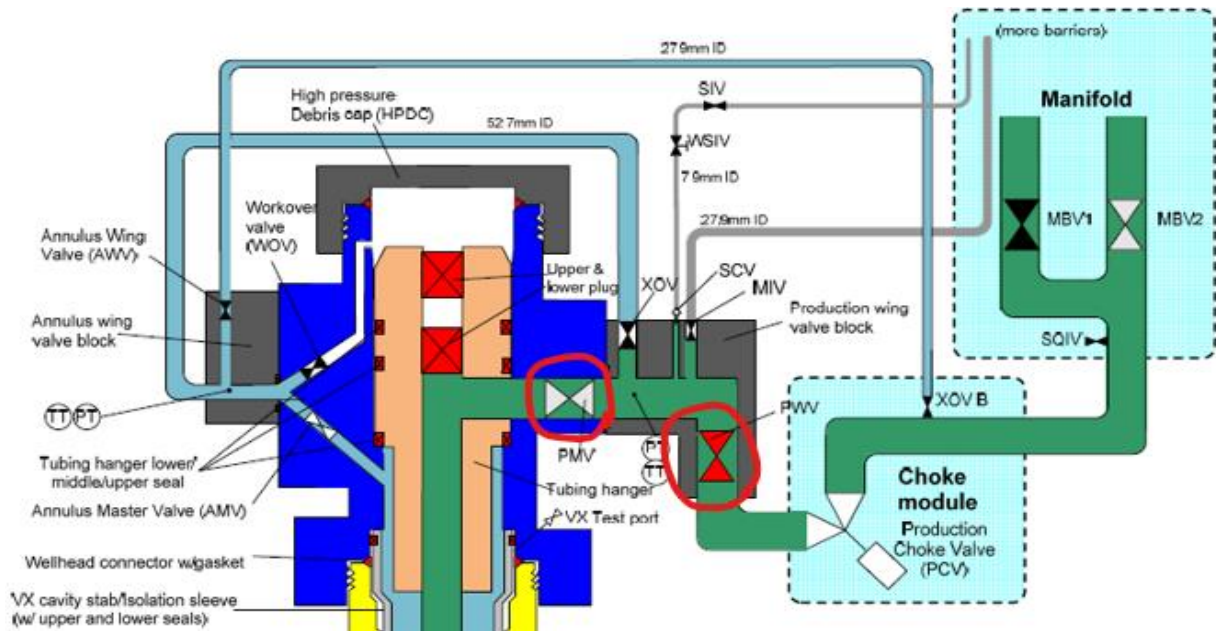 27.9mm ID
(more barriers)
High pressure
Debris cap (HPDC)
52.7mm ID
SIV
Manifold
WSIV
7.9mm ID
Workover
valve
(WOV)
Annulus Wing
Valve (AWV)
27.9mm ID
MBV1
MBV2
Upper &
lower plug
XOV
SCV
MIV
Annulus wing
valve block
Production wing
valve block
SQIV
TT PT
PMV
PWV
XOV B
PT
TT
Tubing hanger lower/
middle/upper seal
Tubing hanger
Choke
module
Annulus Master Valve (AMV)
VX Test port
Production
Choke Valve
(PCV)
Wellhead connector w/gasket
VX cavity stab/Isolation sleeve
(w/ upper and lower seals)